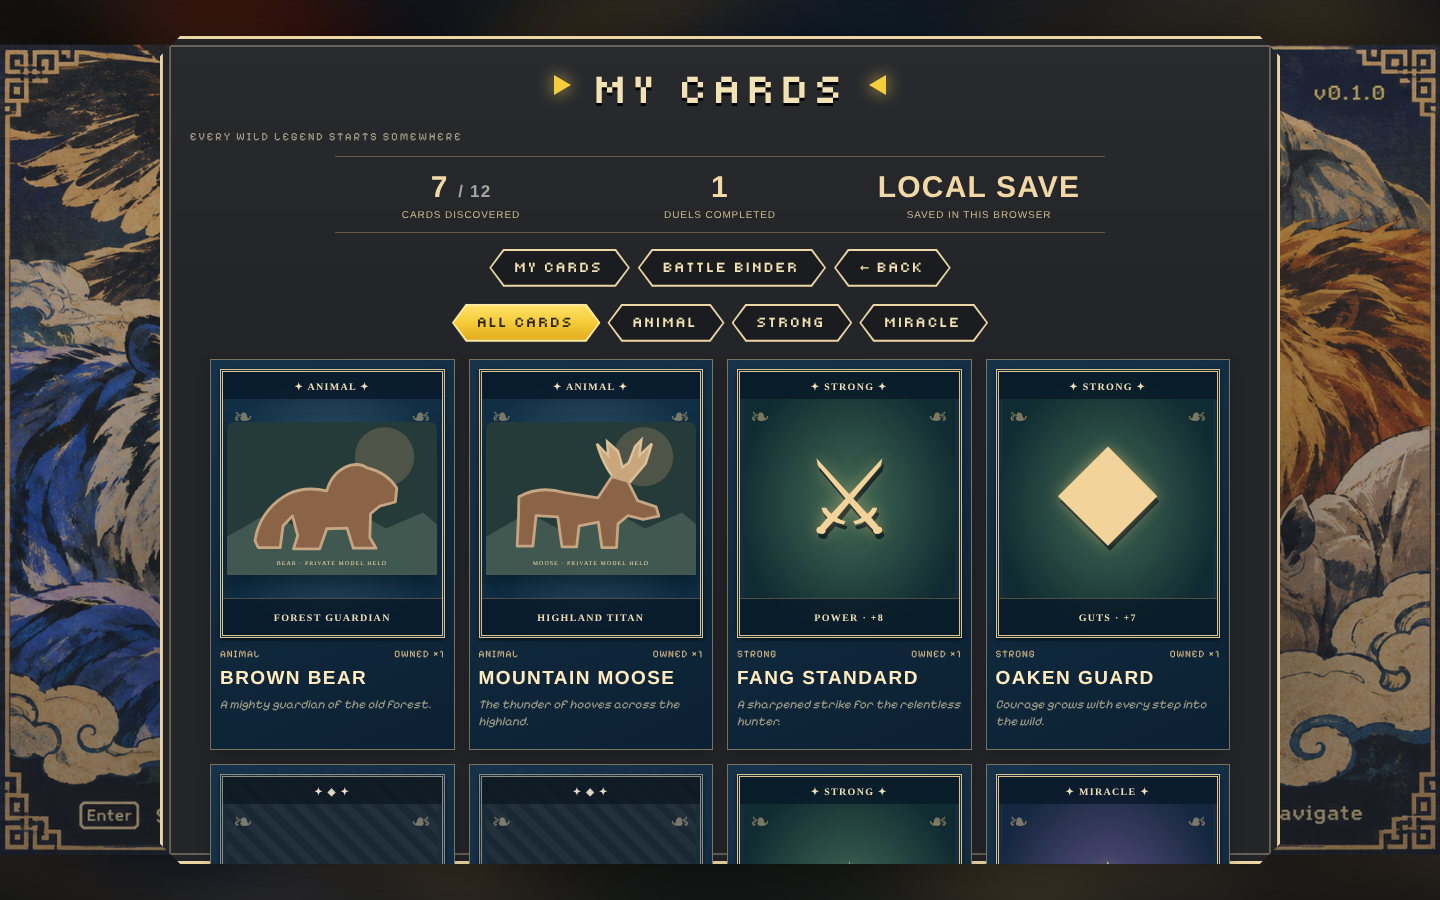 MY CARDS
v0.1.0
EVERY WILD LEGEND STARTS SOMEWHERE
7 / 12
CARDS DISCOVERED
1
DUELS COMPLETED
LOCAL SAVE
SAVED IN THIS BROWSER
MY CARDS
BATTLE BINDER
← BACK
ALL CARDS
ANIMAL
STRONG
MIRACLE
✦ ANIMAL ✦
BEAR · PRIVATE MODEL HELD
FOREST GUARDIAN
ANIMAL OWNED ×1
BROWN BEAR
A mighty guardian of the old forest.
✦ ANIMAL ✦
MOOSE · PRIVATE MODEL HELD
HIGHLAND TITAN
ANIMAL OWNED ×1
MOUNTAIN MOOSE
The thunder of hooves across the
highland.
✦ STRONG ✦
POWER · +8
STRONG OWNED ×1
FANG STANDARD
A sharpened strike for the relentless
hunter.
✦ STRONG ✦
GUTS · +7
STRONG OWNED ×1
OAKEN GUARD
Courage grows with every step into
the wild.
✦ ◈ ✦
✦ ◈ ✦
✦ STRONG ✦
✦ MIRACLE ✦
Enter
avigate